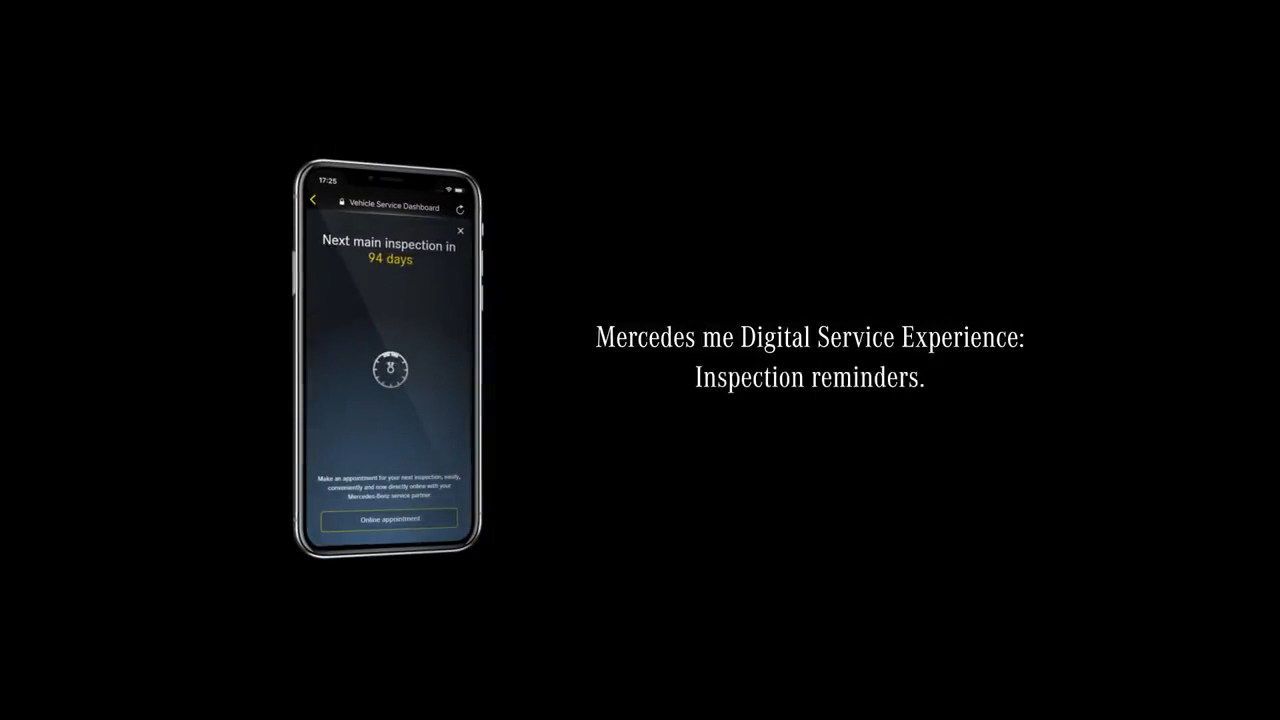 17:25
Vehicle Service Dashboard
Next main inspection in
94 days
Make an appointment for your next inspection, easily,
conveniently and now directly online with your
Mercedes-Benz service partner.
Online appointment
Mercedes me Digital Service Experience:
Inspection reminders.